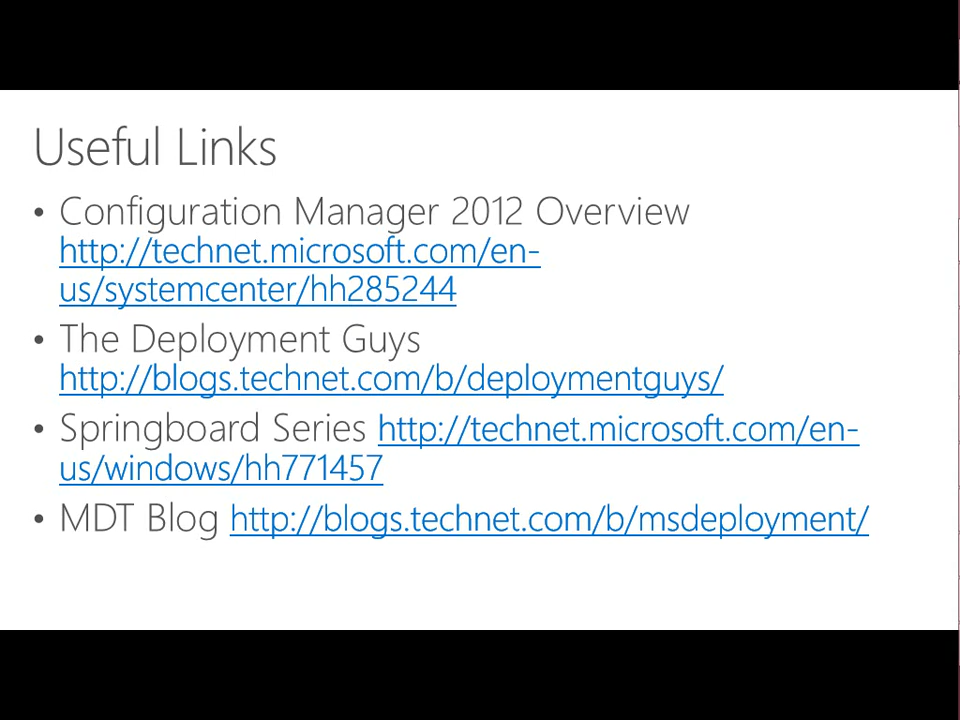 Useful Links
• Configuration Manager 2012 Overview
http://technet.microsoft.com/en-
us/systemcenter/hh285244
• The Deployment Guys
http://blogs.technet.com/b/deploymentguys/
• Springboard Series http://technet.microsoft.com/en-
us/windows/hh771457
• MDT Blog http://blogs.technet.com/b/msdeployment/